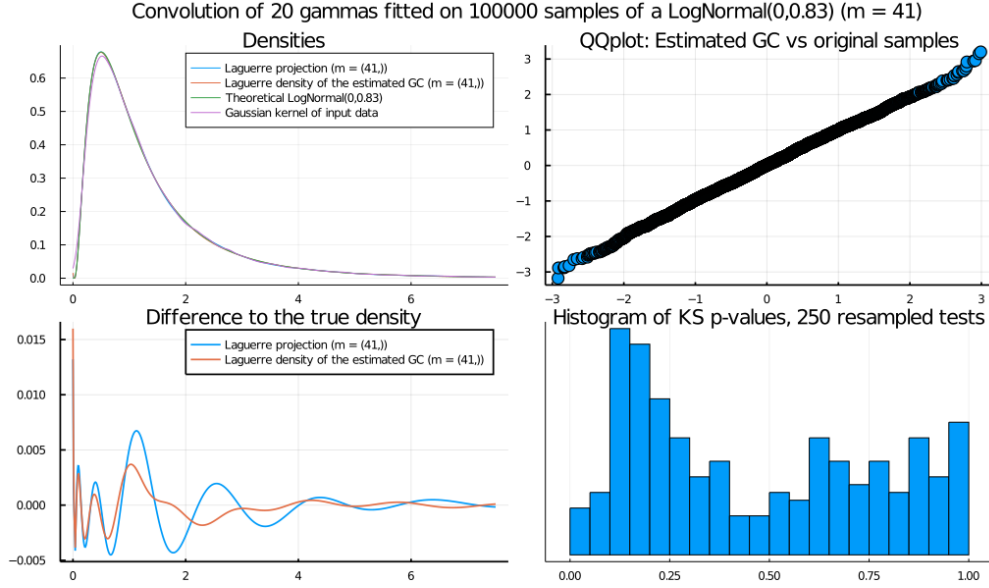 Convolution of 20 gammas fitted on 100000 samples of a LogNormal(0,0.83) (m = 41)
Densities
Laguerre projection (m = (41,))
Laguerre density of the estimated GC (m = (41,))
Theoretical LogNormal(0,0.83)
Gaussian kernel of input data
0.6
0.5
0.4
0.3
0.2
0.1
0.0
0 2 4 6
QQplot: Estimated GC vs original samples
3
2
1
0
−1
−2
−3
−3 −2 −1 0 1 2 3
Difference to the true density
Laguerre projection (m = (41,))
Laguerre density of the estimated GC (m = (41,))
0.015
0.010
0.005
0.000
−0.005
0 2 4 6
Histogram of KS p-values, 250 resampled tests
0.00 0.25 0.50 0.75 1.00